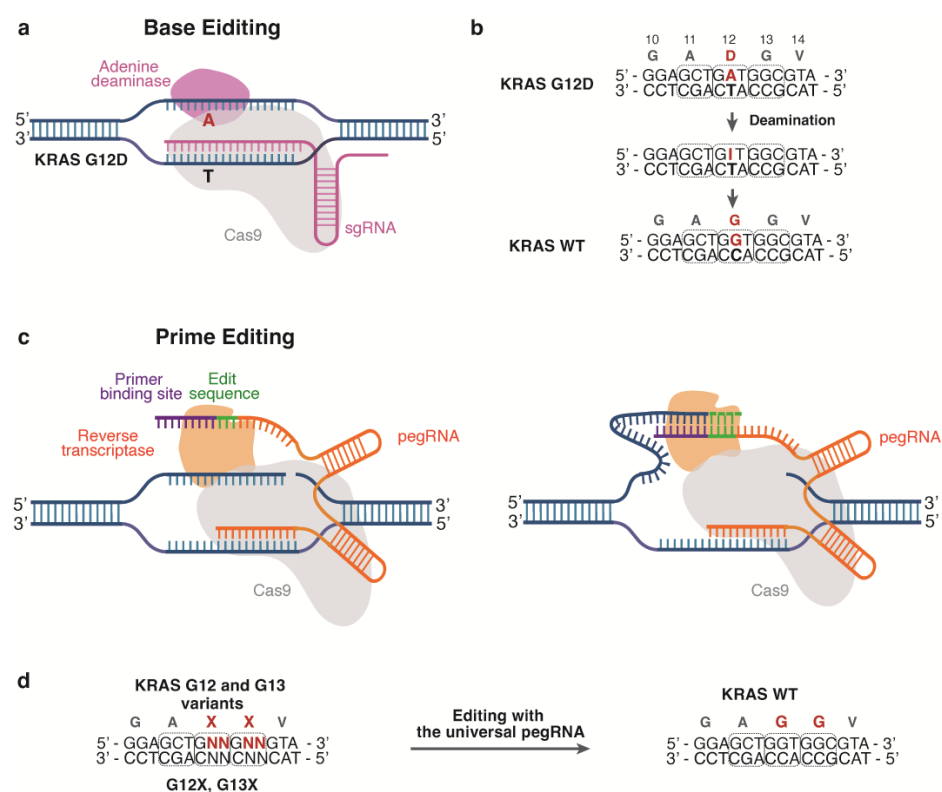 a
Base Eiditing
Adenine
deaminase
A
5'
3'
3'
5'
KRAS G12D
T
Cas9
sgRNA
b
10 11 12 13 14
G A D G V
KRAS G12D
5' - GGAGCTGATGGCGTA - 3'
CCTCGACTACCGCAT
3' - CCTCGACTACCGCAT - 5'
Deamination
5' - GGAGCTGITGGCGTA - 3'
3' - CCTCGACTACCGCAT - 5'
G A G G V
KRAS WT
5' - GGAGCTGGTGGCGTA - 3'
3' - CCTCGACCACCGCAT - 5'
c
Prime Editing
Primer
binding site
Edit
sequence
Reverse
transcriptase
pegRNA
5'
3'
3'
5'
Cas9
pegRNA
5'
3'
3'
5'
Cas9
d
KRAS G12 and G13
variants
G A X X V
5' - GGAGCTGNNGNNGTA - 3'
3' - CCTCGACNNCNNCAT - 5'
G12X, G13X
Editing with
the universal pegRNA
KRAS WT
G A G G V
5' - GGAGCTGGTGGCGTA - 3'
3' - CCTCGACCACCGCAT - 5'